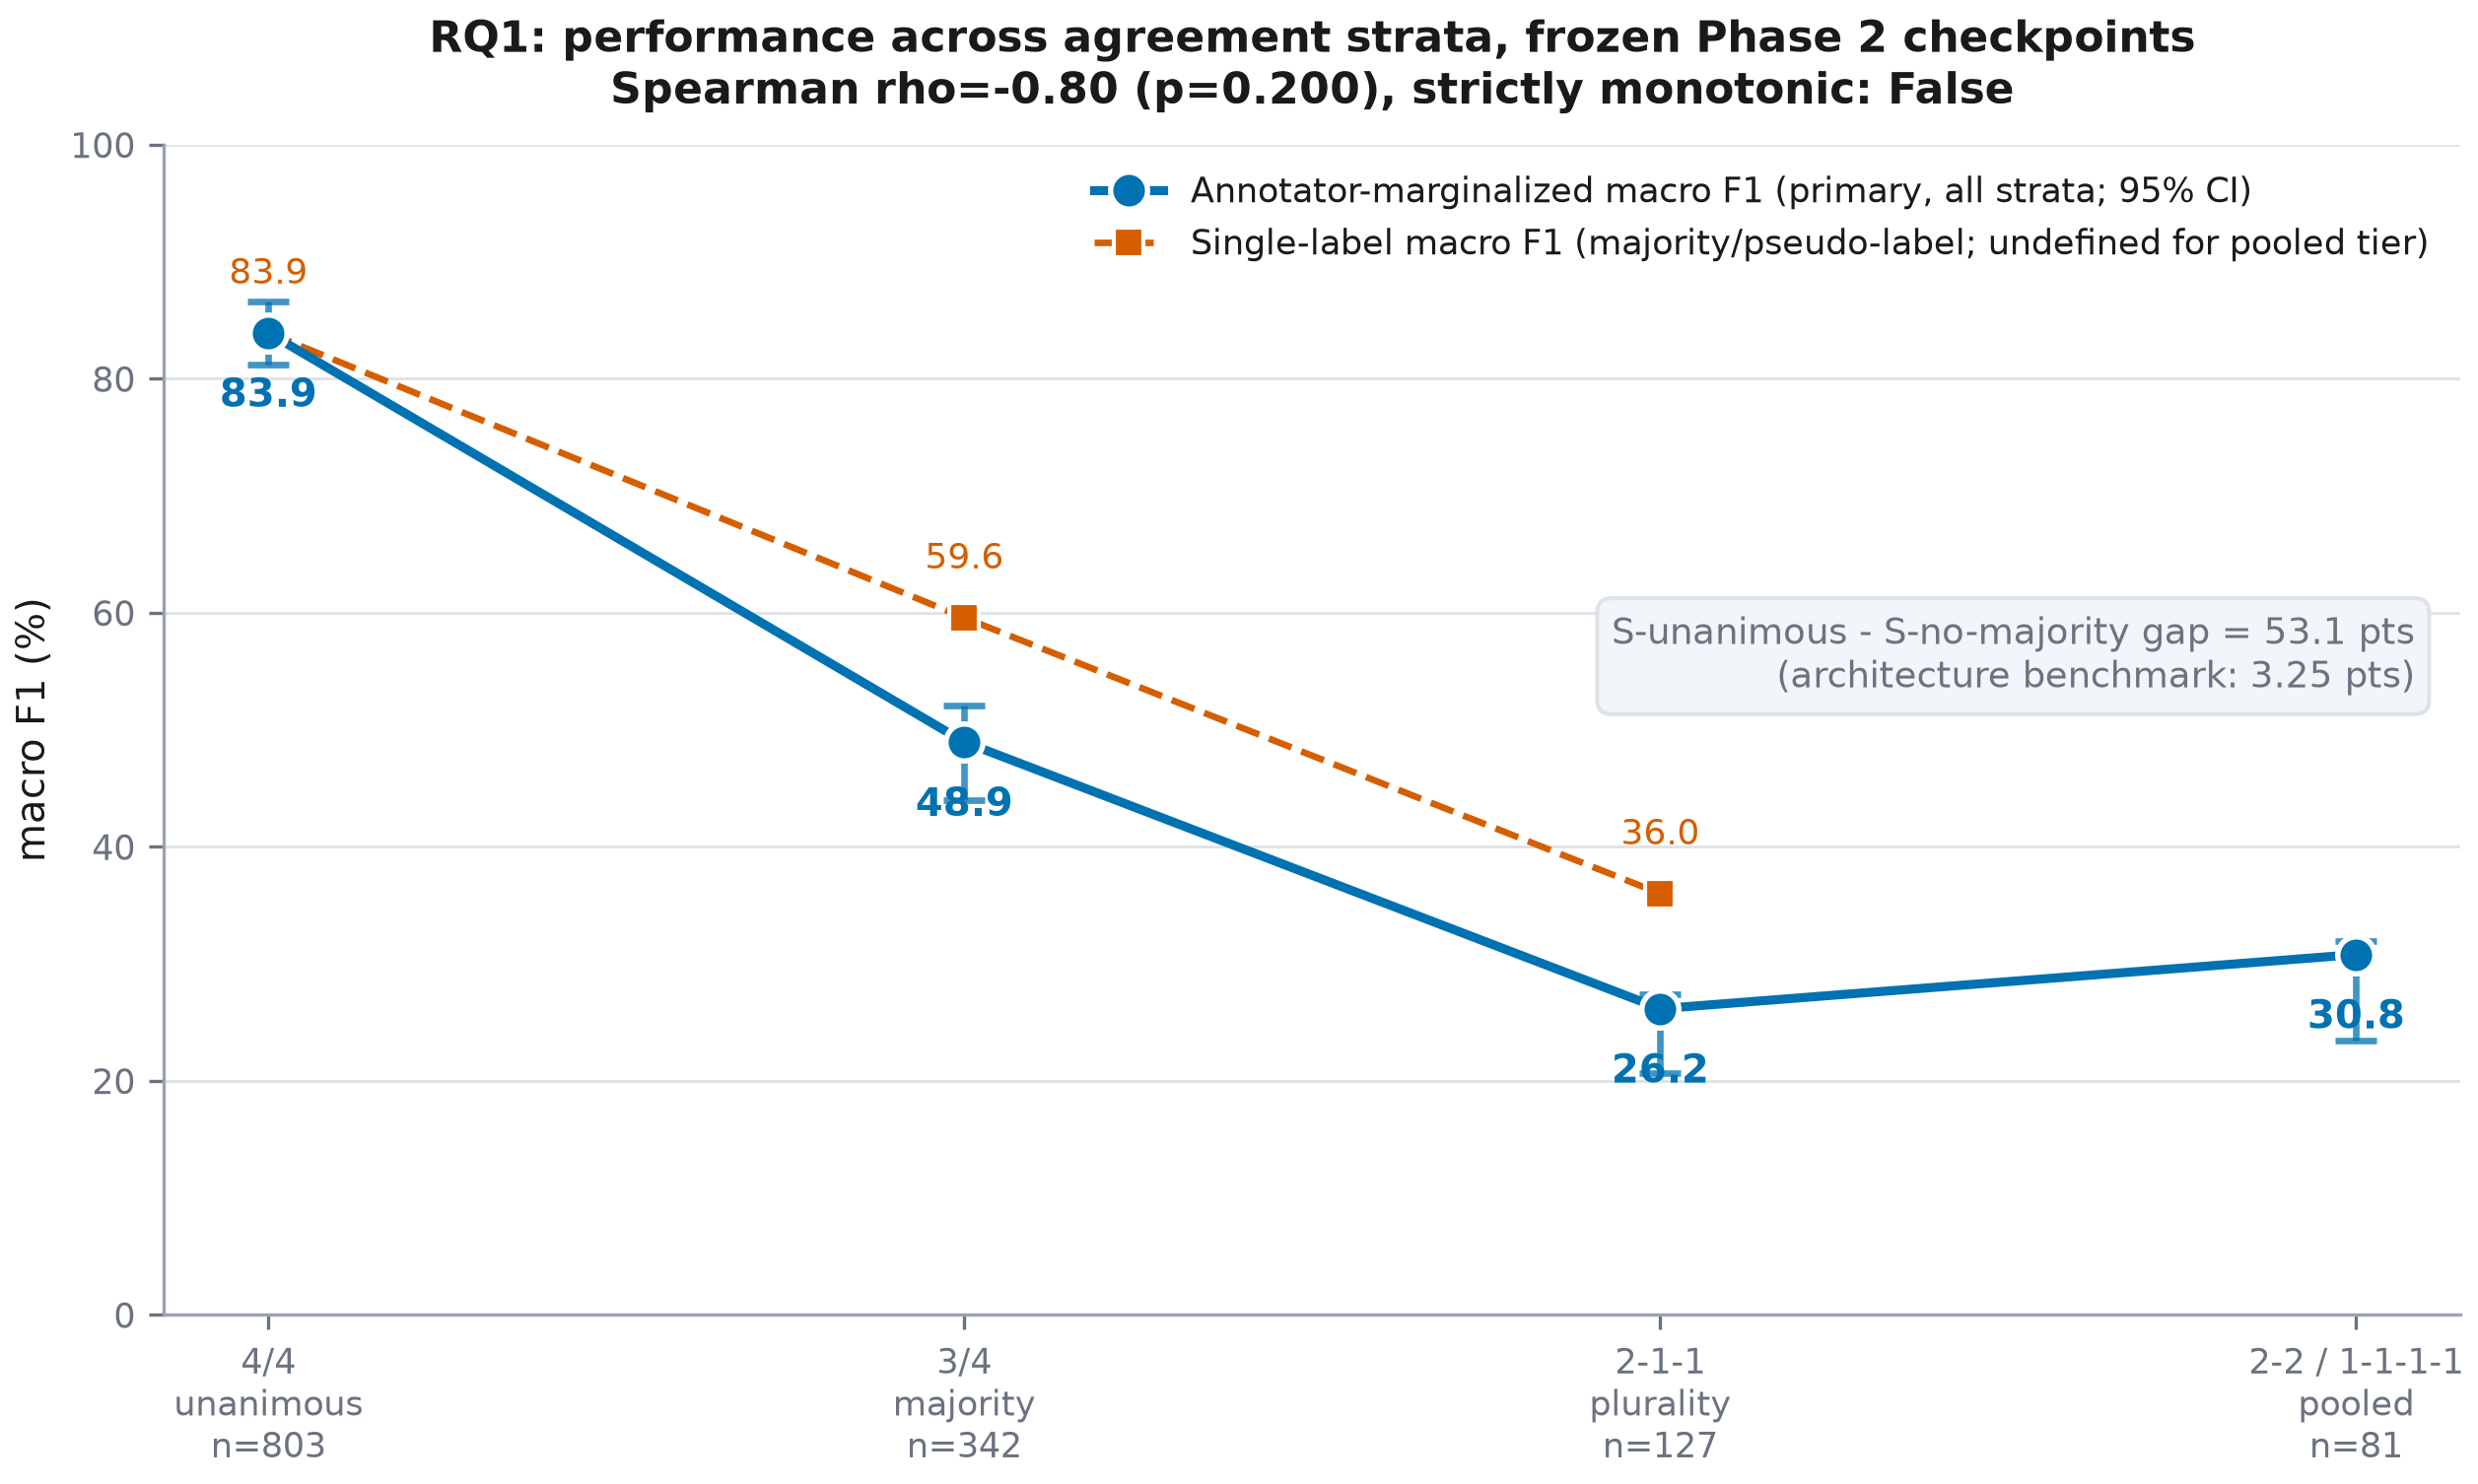 RQ1: performance across agreement strata, frozen Phase 2 checkpoints
Spearman rho=-0.80 (p=0.200), strictly monotonic: False
macro F1 (%)
100
80
60
40
20
0
Annotator-marginalized macro F1 (primary, all strata; 95% CI)
Single-label macro F1 (majority/pseudo-label; undefined for pooled tier)
83.9
83.9
59.6
48.9
S-unanimous - S-no-majority gap = 53.1 pts
(architecture benchmark: 3.25 pts)
36.0
26.2
30.8
4/4
unanimous
n=803
3/4
majority
n=342
2-1-1
plurality
n=127
2-2 / 1-1-1-1
pooled
n=81